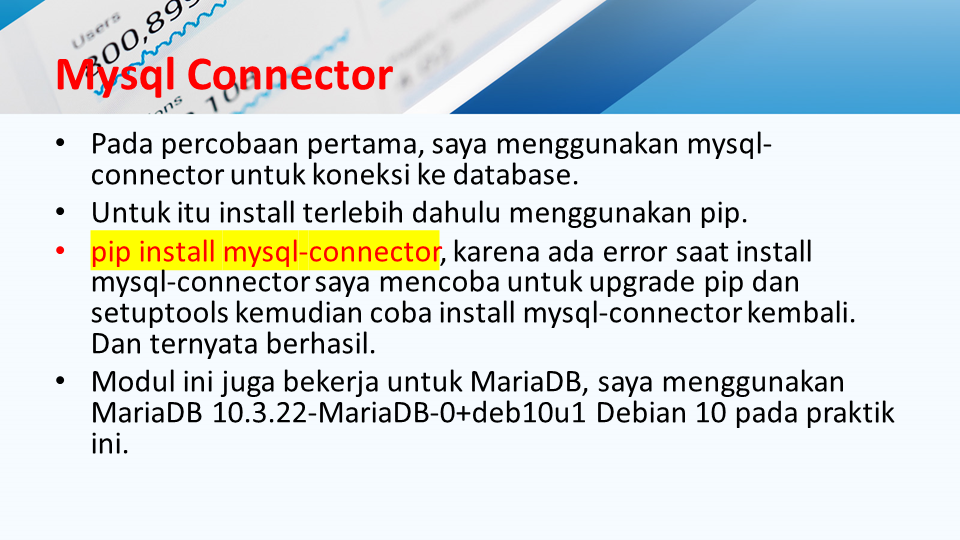 Users
300,899
Mysql Connector
• Pada percobaan pertama, saya menggunakan mysql-
connector untuk koneksi ke database.
• Untuk itu install terlebih dahulu menggunakan pip.
• pip install mysql-connector, karena ada error saat install
mysql-connector saya mencoba untuk upgrade pip dan
setuptools kemudian coba install mysql-connector kembali.
Dan ternyata berhasil.
• Modul ini juga bekerja untuk MariaDB, saya menggunakan
MariaDB 10.3.22-MariaDB-0+deb10u1 Debian 10 pada praktik
ini.